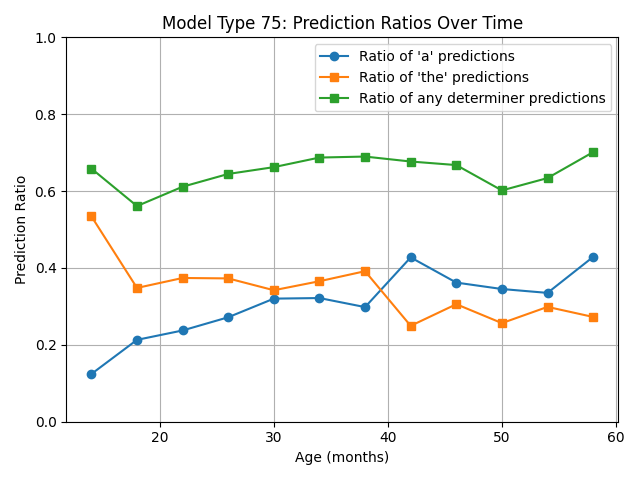 Model Type 75: Prediction Ratios Over Time
Ratio of 'a' predictions
Ratio of 'the' predictions
Ratio of any determiner predictions
Prediction Ratio
1.0
0.8
0.6
0.4
0.2
0.0
20
30
40
50
60
Age (months)